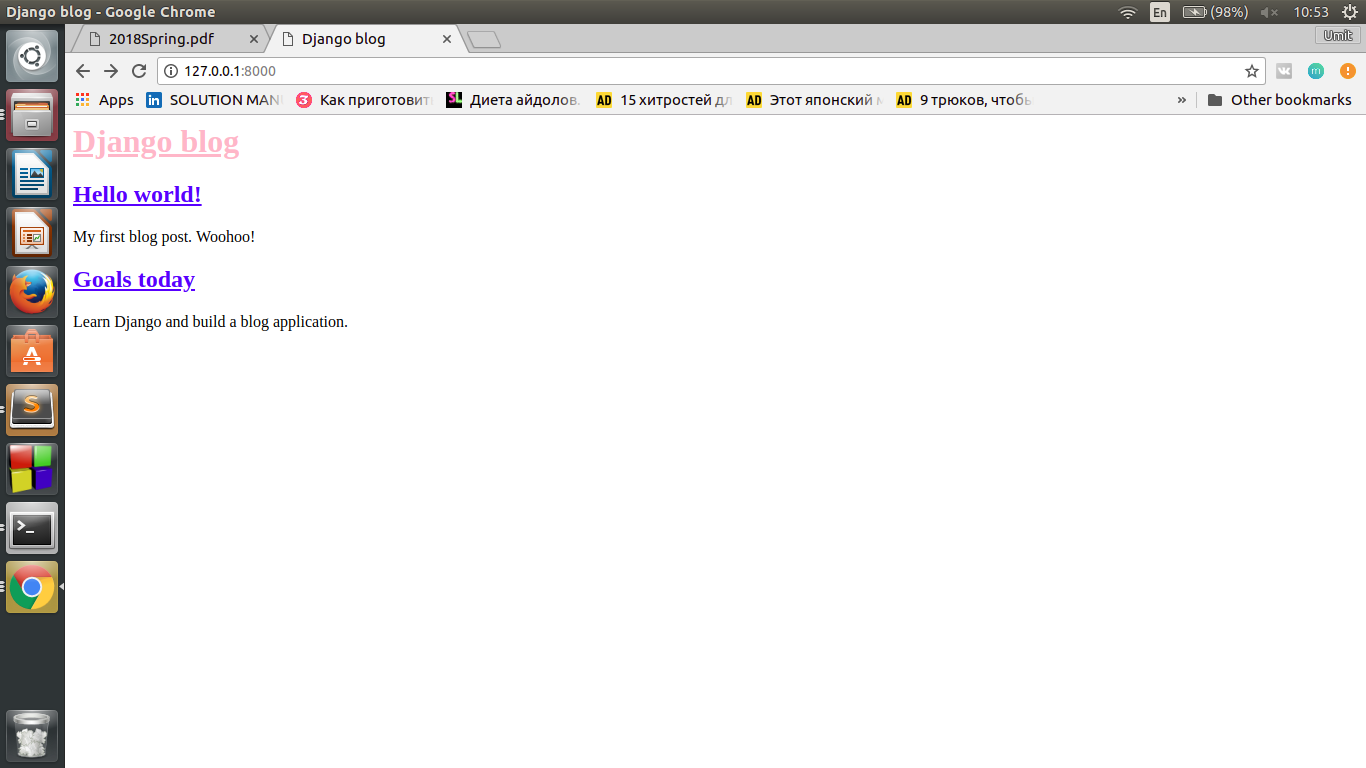 Django blog - Google Chrome En (98%) 10:53
2018Spring.pdf Django blog Umit
127.0.0.1:8000
Apps SOLUTION MAN Как приготовит Диета айдолов. 15 хитростей дл Этот японский 9 трюков, чтобы » Other bookmarks
Django blog
Hello world!
My first blog post. Woohoo!
Goals today
Learn Django and build a blog application.